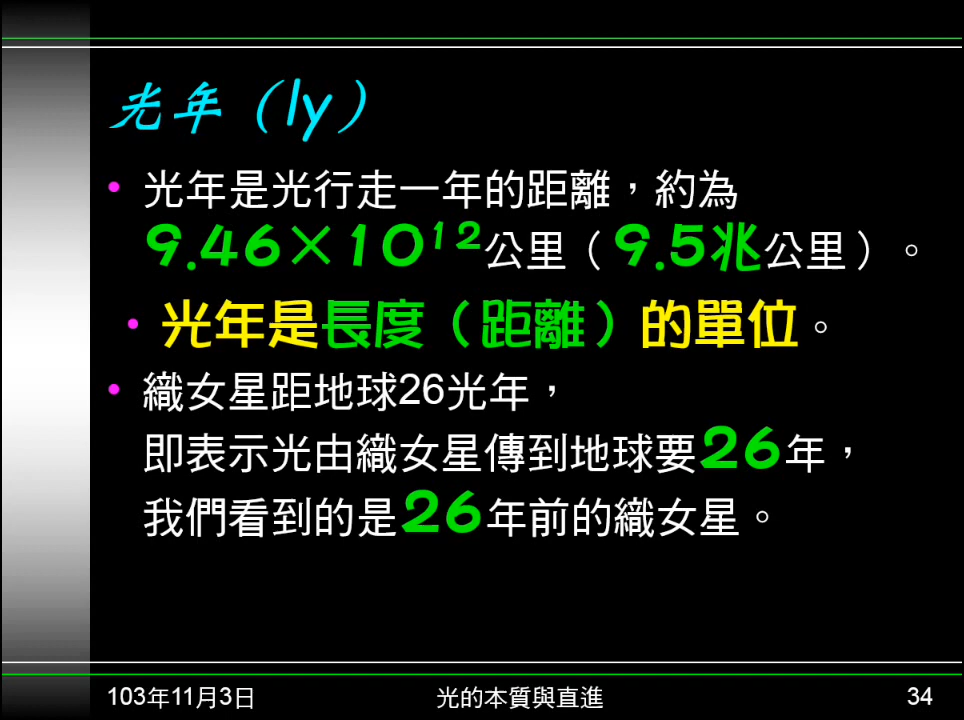 光年（ly）
• 光年是光行走一年的距離，約為
9.46×10¹²公里（9.5兆公里）。
• 光年是長度（距離）的單位。
• 織女星距地球26光年，
即表示光由織女星傳到地球要26年，
我們看到的是26年前的織女星。
103年11月3日
光的本質與直進
34